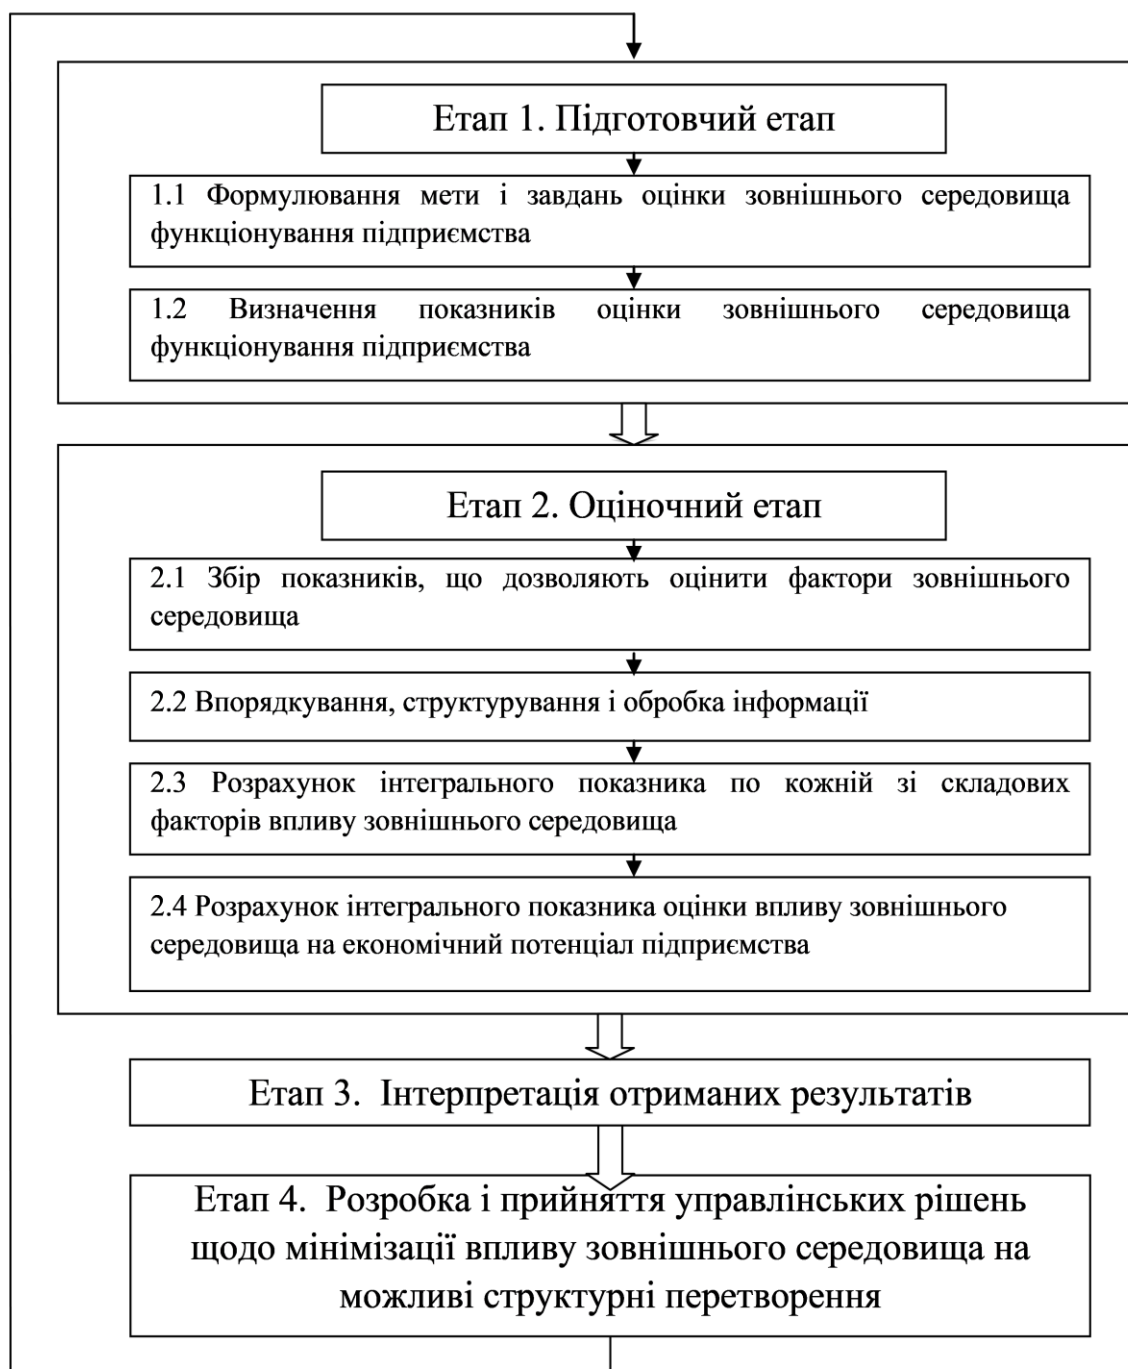 Етап 1. Підготовчий етап
1.1 Формулювання мети і завдань оцінки зовнішнього середовища
функціонування підприємства
1.2 Визначення показників оцінки зовнішнього середовища
функціонування підприємства
Етап 2. Оціночний етап
2.1 Збір показників, що дозволяють оцінити фактори зовнішнього
середовища
2.2 Впорядкування, структурування і обробка інформації
2.3 Розрахунок інтегрального показника по кожній зі складових
факторів впливу зовнішнього середовища
2.4 Розрахунок інтегрального показника оцінки впливу зовнішнього
середовища на економічний потенціал підприємства
Етап 3. Інтерпретація отриманих результатів
Етап 4. Розробка і прийняття управлінських рішень
щодо мінімізації впливу зовнішнього середовища на
можливі структурні перетворення